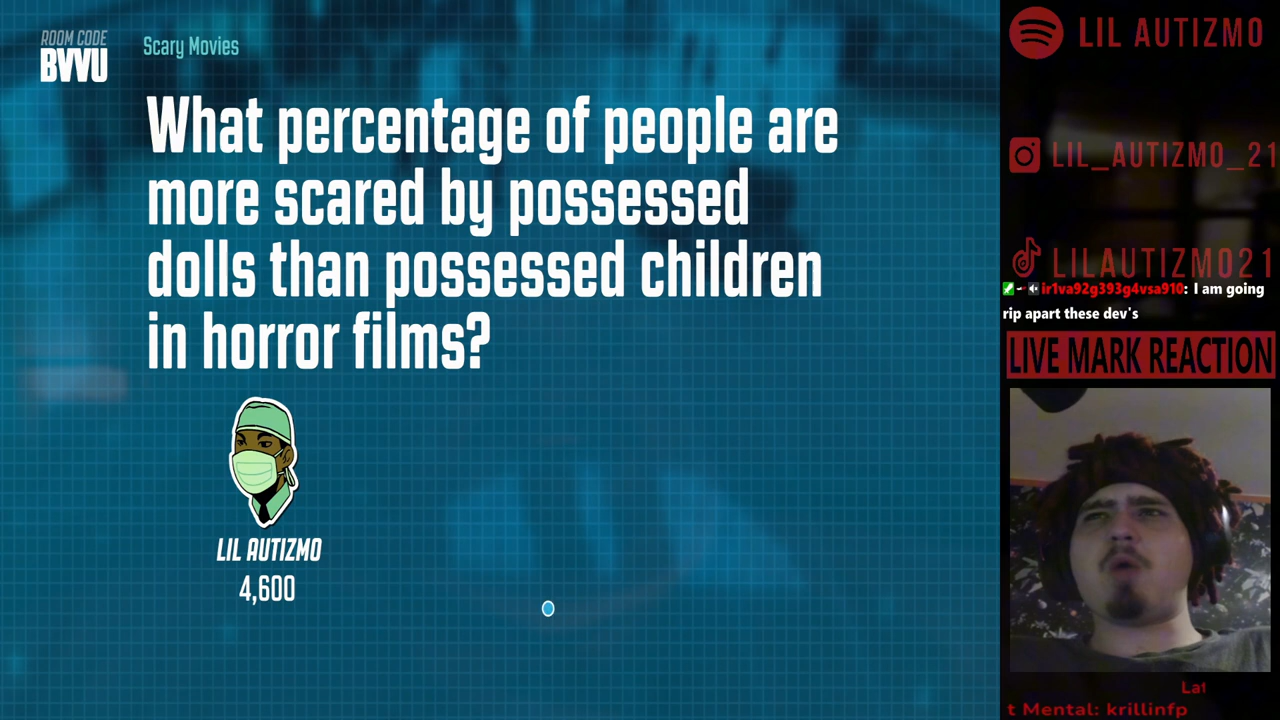 ROOM CODE
BVVU
Scary Movies
What percentage of people are
more scared by possessed
dolls than possessed children
in horror films?
LIL AUTIZMO
4,600
LIL AUTIZMO
LIL_AUTIZMO_21
LILAUTIZMO21
ir1va92g393g4vsa910: I am going
rip apart these dev's
LIVE MARK REACTION
Lat
t Mental: krillinfp